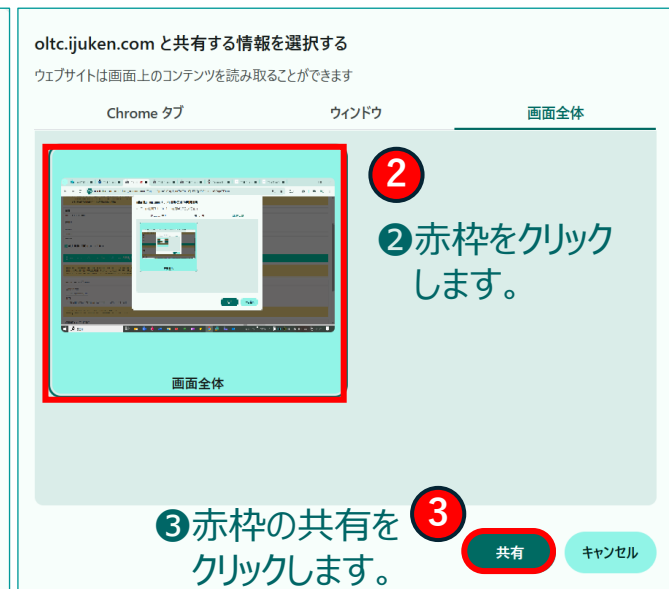 oltc.ijuken.com と共有する情報を選択する
ウェブサイトは画面上のコンテンツを読み取ることができます
Chrome タブ
ウィンドウ
画面全体
2
❷赤枠をクリック
します。
画面全体
❸赤枠の共有を
クリックします。
3
共有
キャンセル